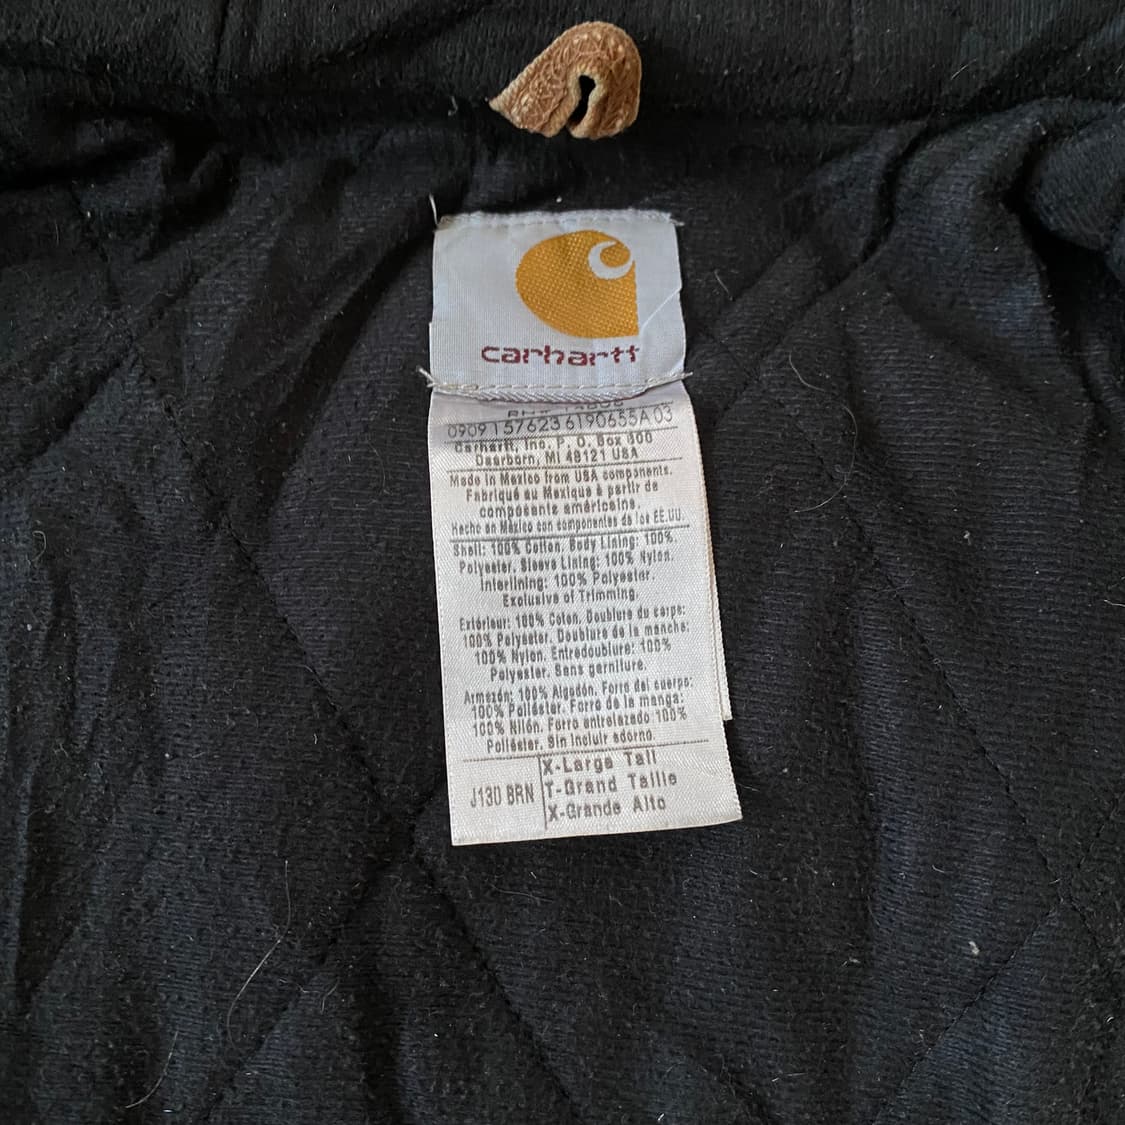 carhartt
0909157623 6190655A 03
Carhartt, Inc. P. O. Box 600
Dearborn, MI 48121 USA
Made in Mexico from USA components.
Fabriqué au Mexique à partir de
composants américains.
Hecho en México con componentes de los EE.UU.
Shell: 100% Cotton. Body Lining: 100%
Polyester. Sleeve Lining: 100% Nylon.
Interlining: 100% Polyester.
Exclusive of Trimming.
Extérieur: 100% Coton. Doublure du corps:
100% Polyester. Doublure de la manche:
100% Nylon. Entredoublure: 100%
Polyester. Sans garniture.
Armazón: 100% Algodón. Forro del cuerpo:
100% Poliéster. Forro de la manga:
100% Nilón. Forro entrelazado 100%
Poliéster. Sin incluir adorno.
J130 BRN
X-Large Tall
T-Grand Taille
X-Grande Alto